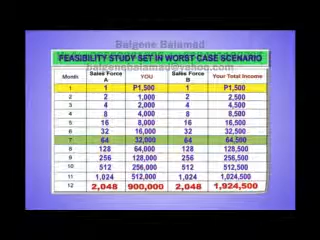 Balgene Balamad
FEASIBILITY STUDY SET IN WORST CASE SCENARIO
balgenebalamad@yahoo.com
Month Sales Force A YOU Sales Force B Your Total Income
1 1 P1,500 1 P1,500
2 2 1,000 2 2,500
3 4 2,000 4 4,500
4 8 4,000 8 8,500
5 16 8,000 16 16,500
6 32 16,000 32 32,500
7 64 32,000 64 64,500
8 128 64,000 128 128,500
9 256 128,000 256 256,500
10 512 256,000 512 512,500
11 1,024 512,000 1,024 1,024,500
12 2,048 900,000 2,048 1,924,500